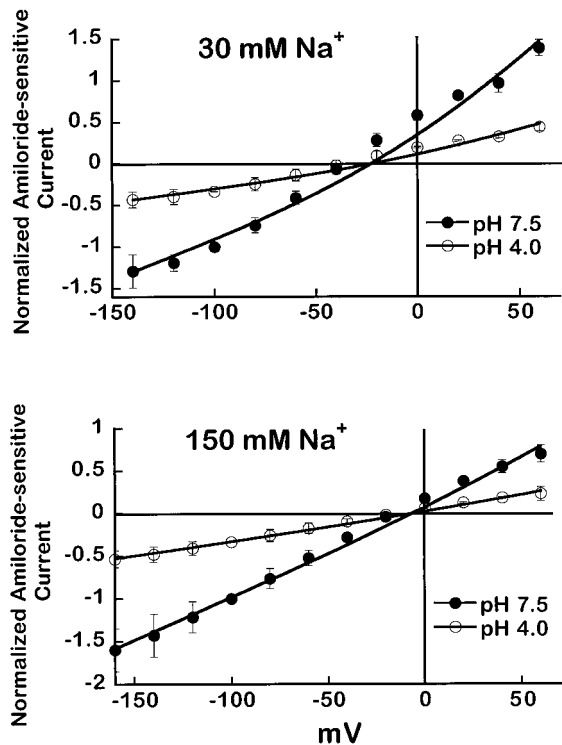 Normalized Amiloride-sensitive
Current
30 mM Na+
1.5
1
0.5
0
-0.5
-1
-1.5
pH 7.5
pH 4.0
-150
-100
-50
0
50
Normalized Amiloride-sensitive
Current
150 mM Na+
1
0.5
0
-0.5
-1
-1.5
-2
pH 7.5
pH 4.0
-150
-100
-50
0
50
mV